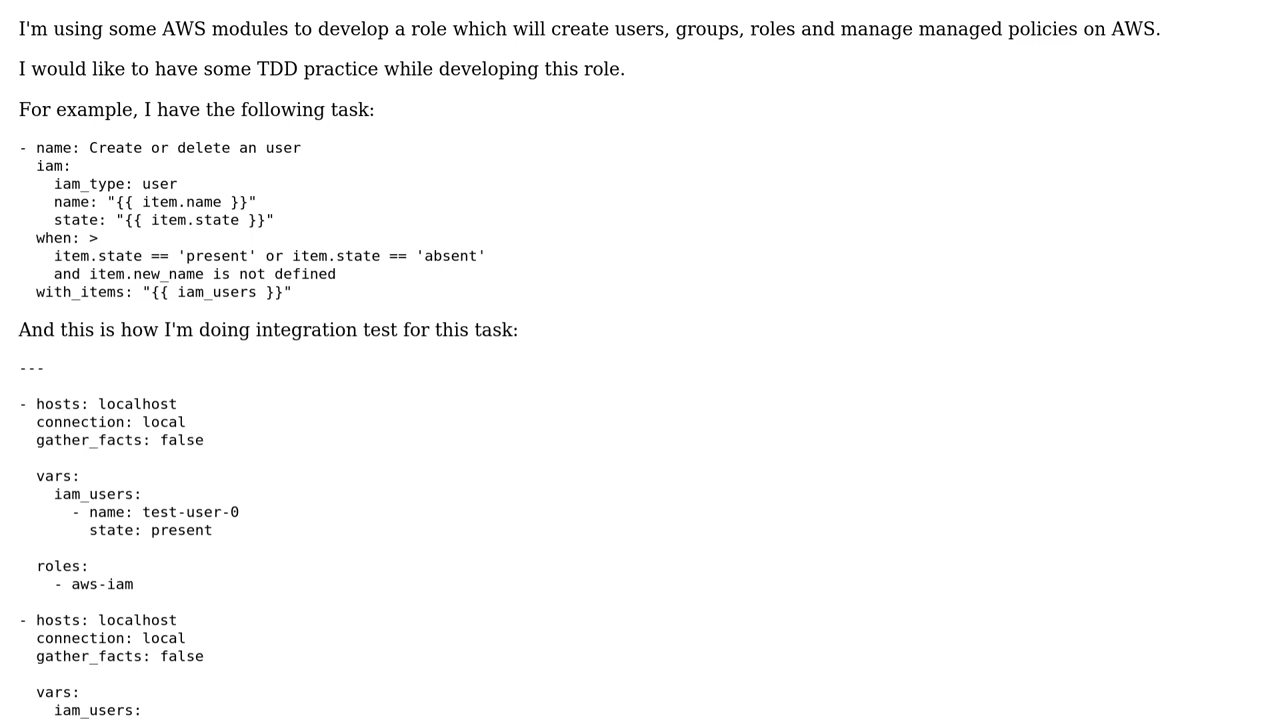 I'm using some AWS modules to develop a role which will create users, groups, roles and manage managed policies on AWS.
I would like to have some TDD practice while developing this role.
For example, I have the following task:
- name: Create or delete an user
  iam:
    iam_type: user
    name: "{{ item.name }}"
    state: "{{ item.state }}"
  when: >
    item.state == 'present' or item.state == 'absent'
    and item.new_name is not defined
  with_items: "{{ iam_users }}"
And this is how I'm doing integration test for this task:
---
- hosts: localhost
  connection: local
  gather_facts: false
  vars:
    iam_users:
      - name: test-user-0
        state: present
  roles:
    - aws-iam
- hosts: localhost
  connection: local
  gather_facts: false
  vars:
    iam_users: